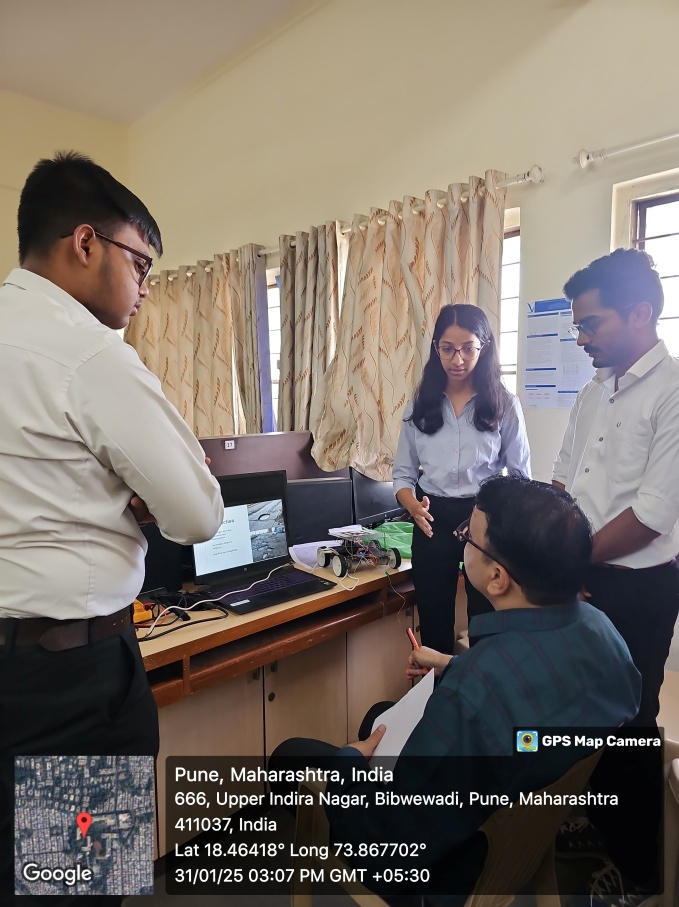 17
GPS Map Camera
Pune, Maharashtra, India
666, Upper Indira Nagar, Bibwewadi, Pune, Maharashtra
411037, India
Lat 18.46418° Long 73.867702°
31/01/25 03:07 PM GMT +05:30
Google